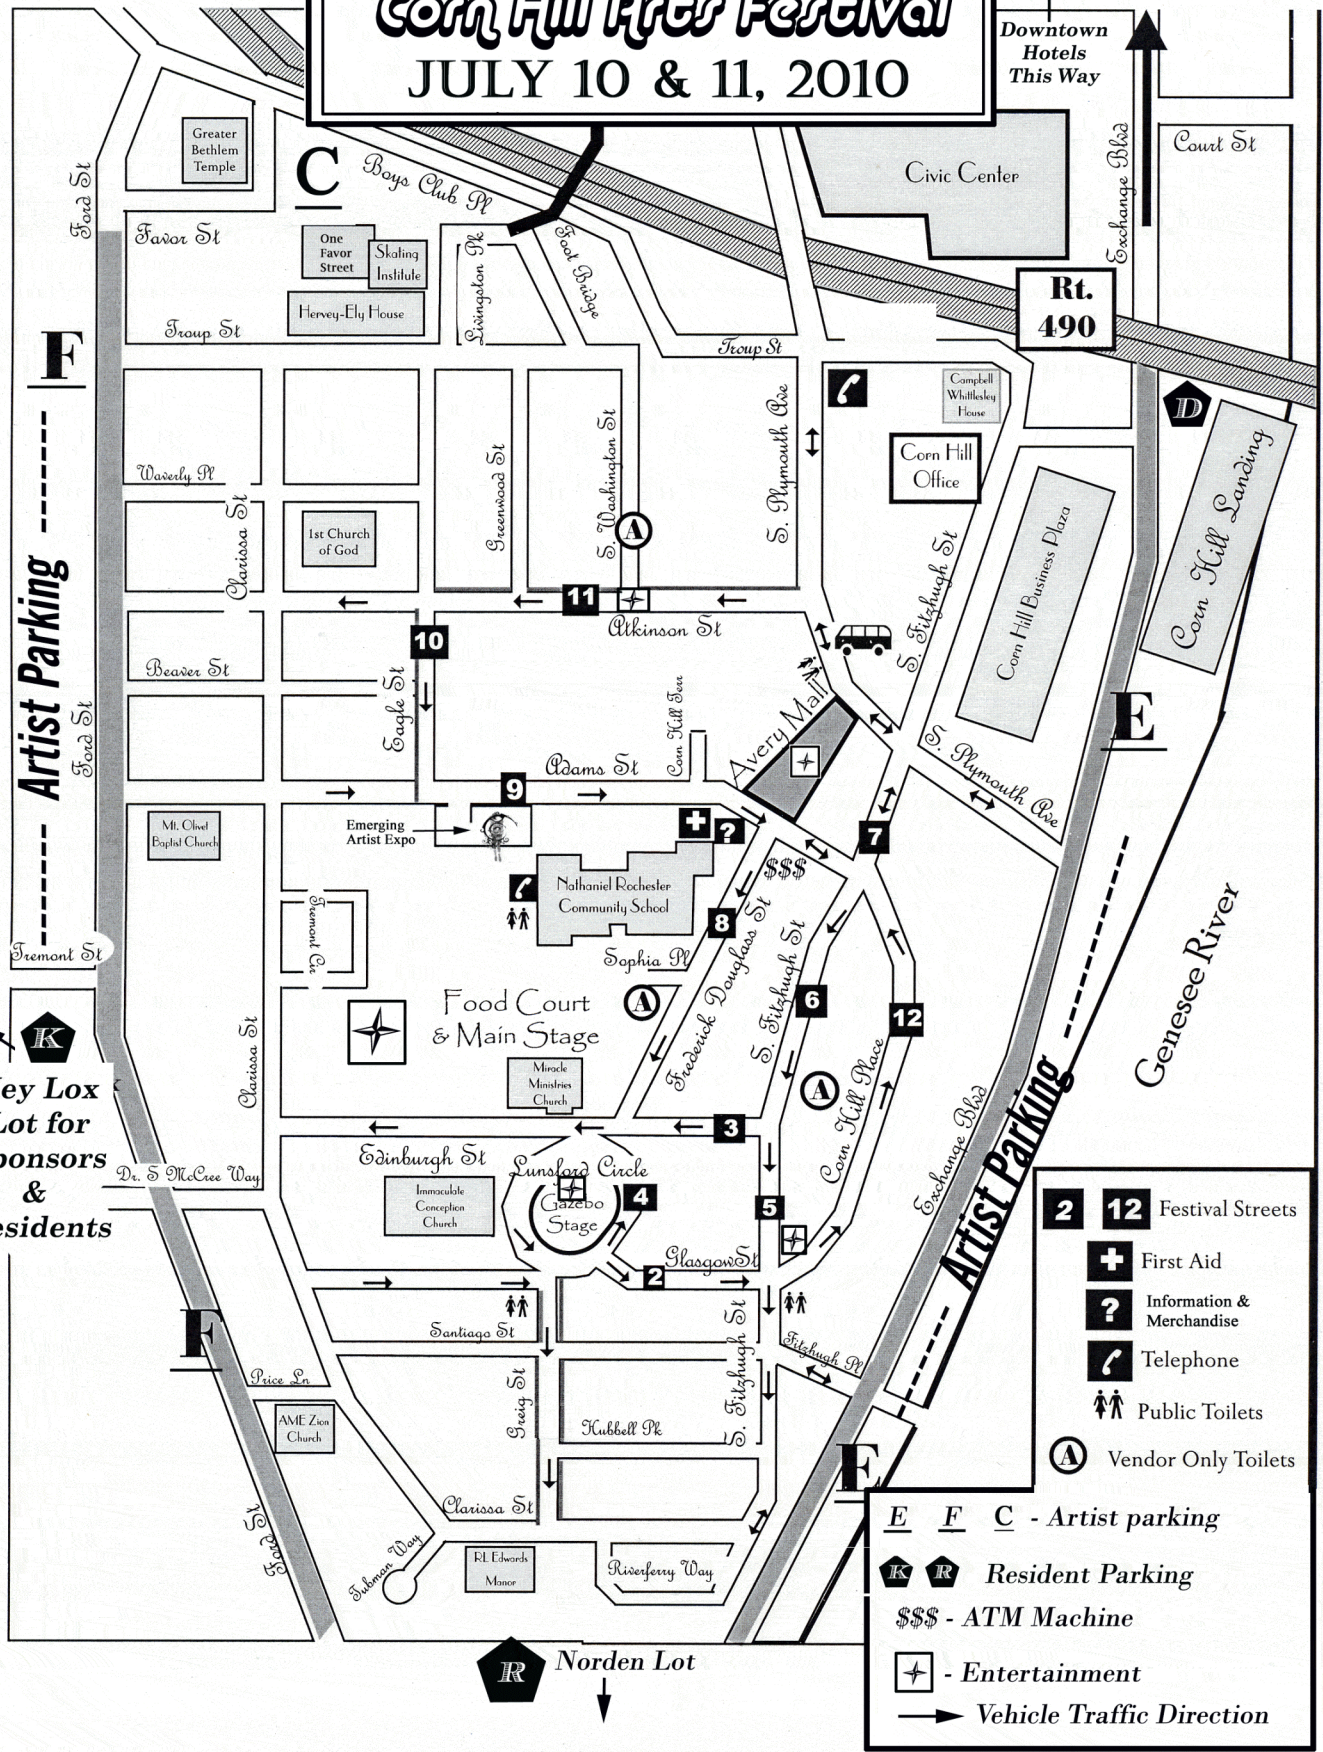 Corn Hill Arts Festival
JULY 10 & 11, 2010
Downtown
Hotels
This Way
Exchange Blvd
Court St
Civic Center
Greater
Bethlem
Temple
C
Boys Club Pl
Ford St
Favor St
One
Favor
Street
Skating
Institute
Hervey-Ely House
Livingston Pk
Foot Bridge
Rt.
490
Troup St
Troup St
F
Campbell
Whittlesley
House
D
Corn Hill
Office
S. Plymouth Ave
S. Washington St
Greenwood St
Waverly Pl
Clarissa St
1st Church
of God
A
Corn Hill Business Plaza
Corn Hill Landing
S. Fitzhugh St
Artist Parking
11
Atkinson St
10
Beaver St
Eagle St
Ford St
Corn Hill Terr
Avery Mall
E
S. Plymouth Ave
Adams St
9
Emerging
Artist Expo
Mt. Olivet
Baptist Church
?
7
$$$
Nathaniel Rochester
Community School
8
Tremont Cir
Tremont St
Sophia Pl
Frederick Douglass St
S. Fitzhugh St
6
12
A
Food Court
& Main Stage
Genesee River
K
ey Lox
Lot for
ponsors
&
esidents
Clarissa St
Miracle
Ministries
Church
A
Corn Hill Place
Exchange Blvd
Artist Parking
3
Edinburgh St
Lunsford Circle
Dr. S McCree Way
Immaculate
Conception
Church
Gazebo
Stage
4
5
Glasgow St
2
F
Santiago St
S. Fitzhugh St
Fitzhugh Pl
Price Ln
Greig St
AME Zion
Church
Hubbell Pk
E
Clarissa St
Ford St
Tubman Way
RL Edwards
Manor
Riverferry Way
R
Norden Lot
2 12 Festival Streets
First Aid
? Information &
Merchandise
Telephone
Public Toilets
A Vendor Only Toilets
E F C - Artist parking
K R Resident Parking
$$$ - ATM Machine
- Entertainment
Vehicle Traffic Direction